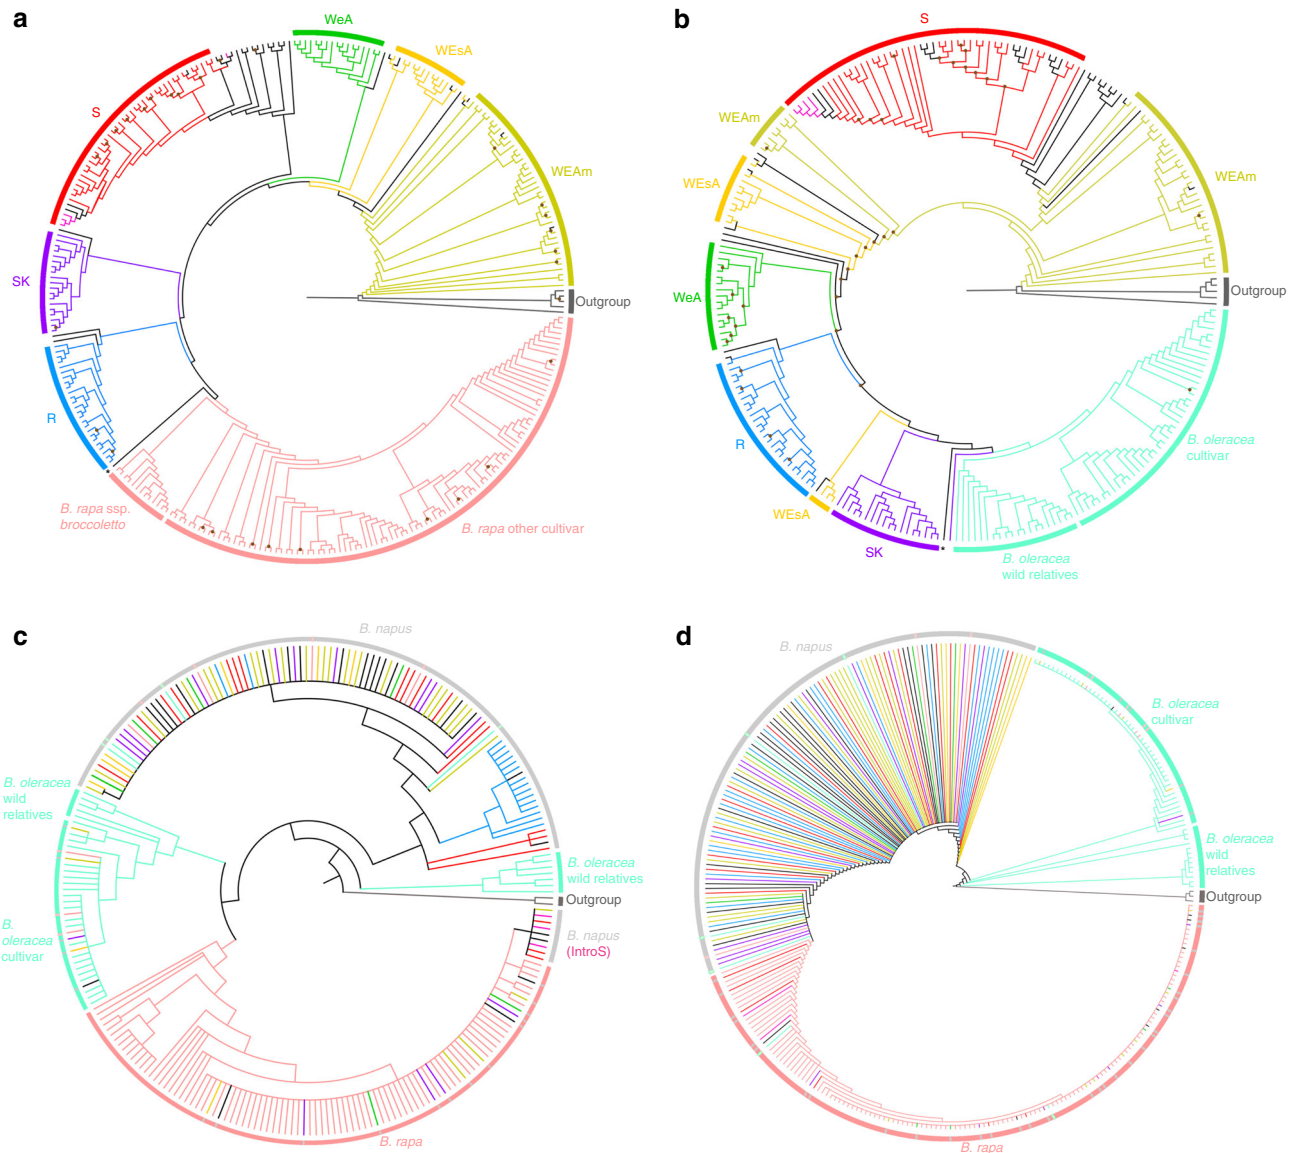 a
WeA
WEsA
S
WEAm
SK
Outgroup
R
B. rapa ssp.
broccoletto
B. rapa other cultivar
b
S
WEAm
WEsA
WEAm
WeA
Outgroup
R
B. oleracea
cultivar
WEsA
SK
B. oleracea
wild relatives
c
B. napus
B. oleracea
wild
relatives
B. oleracea
wild relatives
Outgroup
B.
oleracea
cultivar
B. napus
(IntroS)
B. rapa
d
B. napus
B. oleracea
cultivar
B. oleracea
wild
relatives
Outgroup
B. rapa